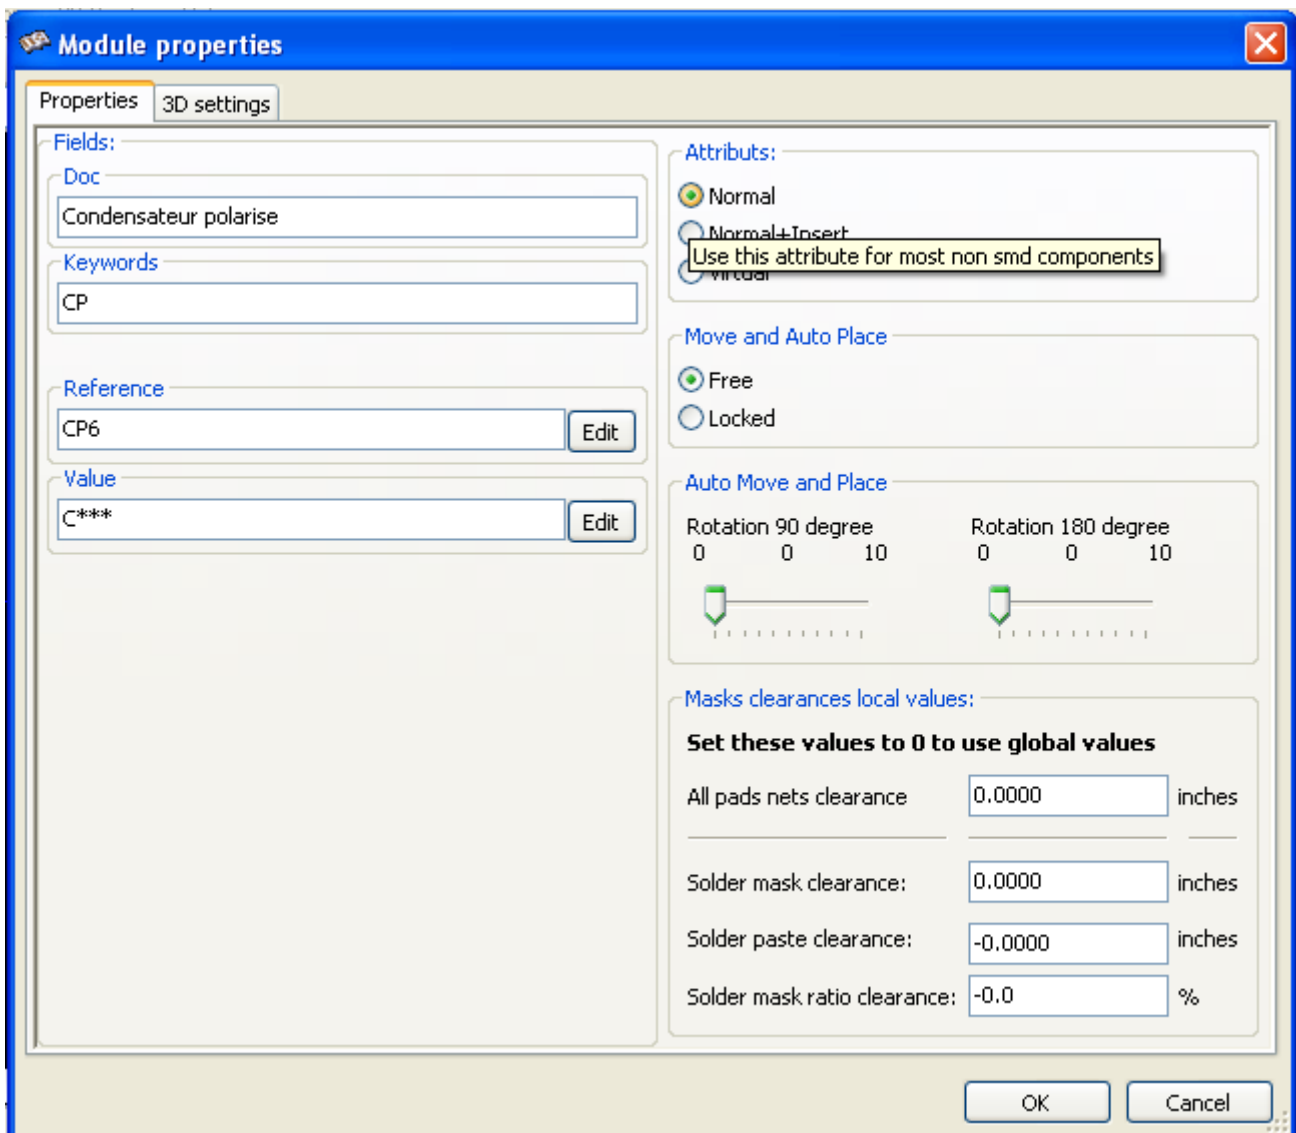 Module properties
Properties
3D settings
Fields:
Doc
Condensateur polarise
Keywords
CP
Reference
CP6
Edit
Value
C***
Edit
Attributs:
Normal
Normal+Insert
Use this attribute for most non smd components
Virtual
Move and Auto Place
Free
Locked
Auto Move and Place
Rotation 90 degree
0 0 10
Rotation 180 degree
0 0 10
Masks clearances local values:
Set these values to 0 to use global values
All pads nets clearance 0.0000 inches
Solder mask clearance: 0.0000 inches
Solder paste clearance: -0.0000 inches
Solder mask ratio clearance: -0.0 %
OK Cancel